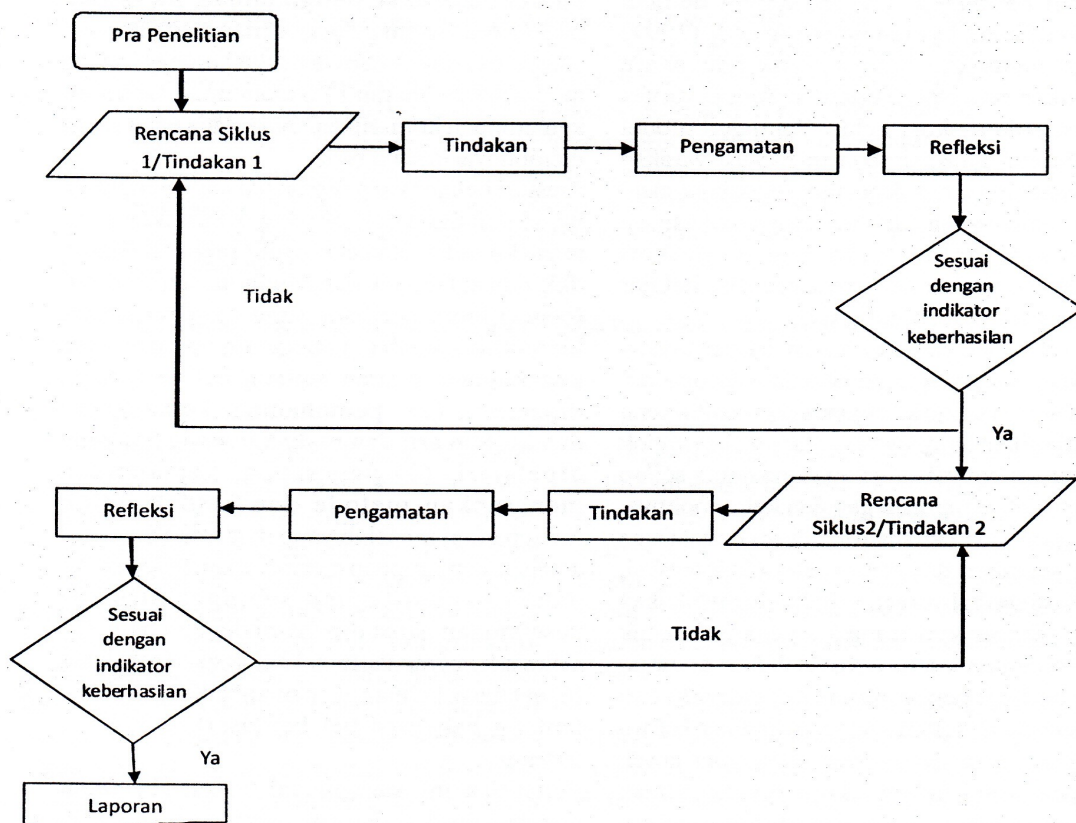 Pra Penelitian
Rencana Siklus
1/Tindakan 1
Tindakan
Pengamatan
Refleksi
Sesuai
dengan
indikator
keberhasilan
Tidak
Ya
Rencana
Siklus2/Tindakan 2
Tindakan
Pengamatan
Refleksi
Sesuai
dengan
indikator
keberhasilan
Tidak
Ya
Laporan